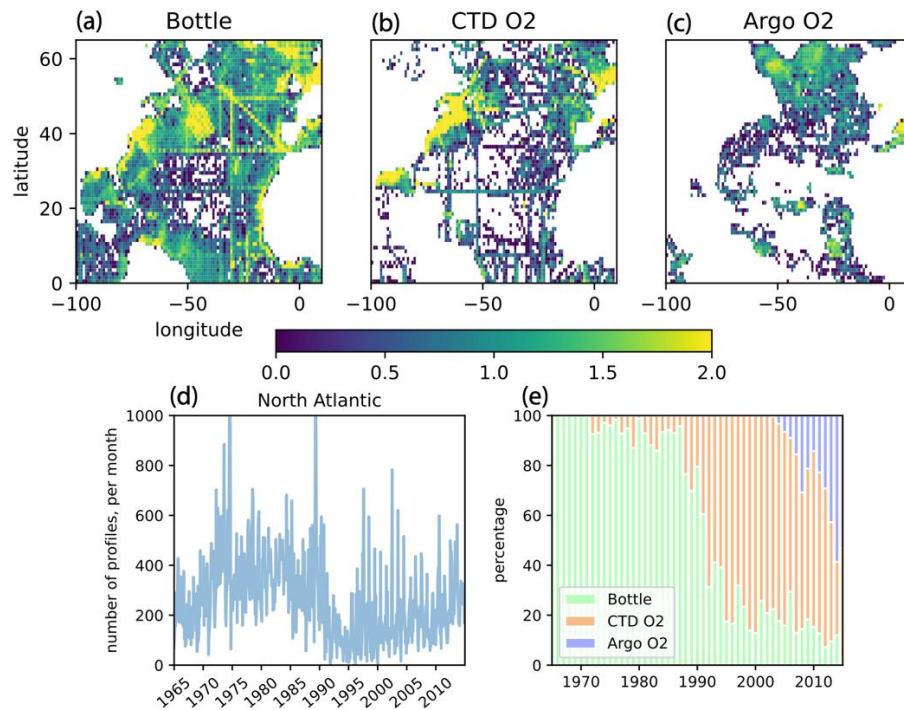 (a) Bottle
(b) CTD O2
(c) Argo O2
latitude
60
40
20
0
−100 −50 0
−100 −50 0
−100 −50 0
longitude
0.0 0.5 1.0 1.5 2.0
(d) North Atlantic
(e)
number of profiles, per month
1000
800
600
400
200
0
1965 1970 1975 1980 1985 1990 1995 2000 2005 2010
percentage
100
80
60
40
20
0
Bottle
CTD O2
Argo O2
1970 1980 1990 2000 2010